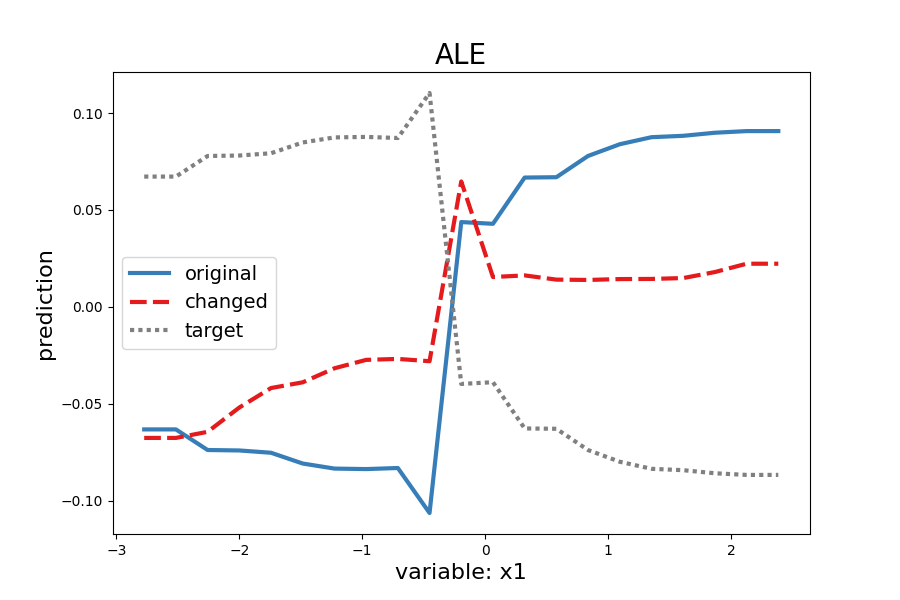 ALE
prediction
0.10
0.05
0.00
−0.05
−0.10
original
changed
target
−3
−2
−1
0
1
2
variable: x1